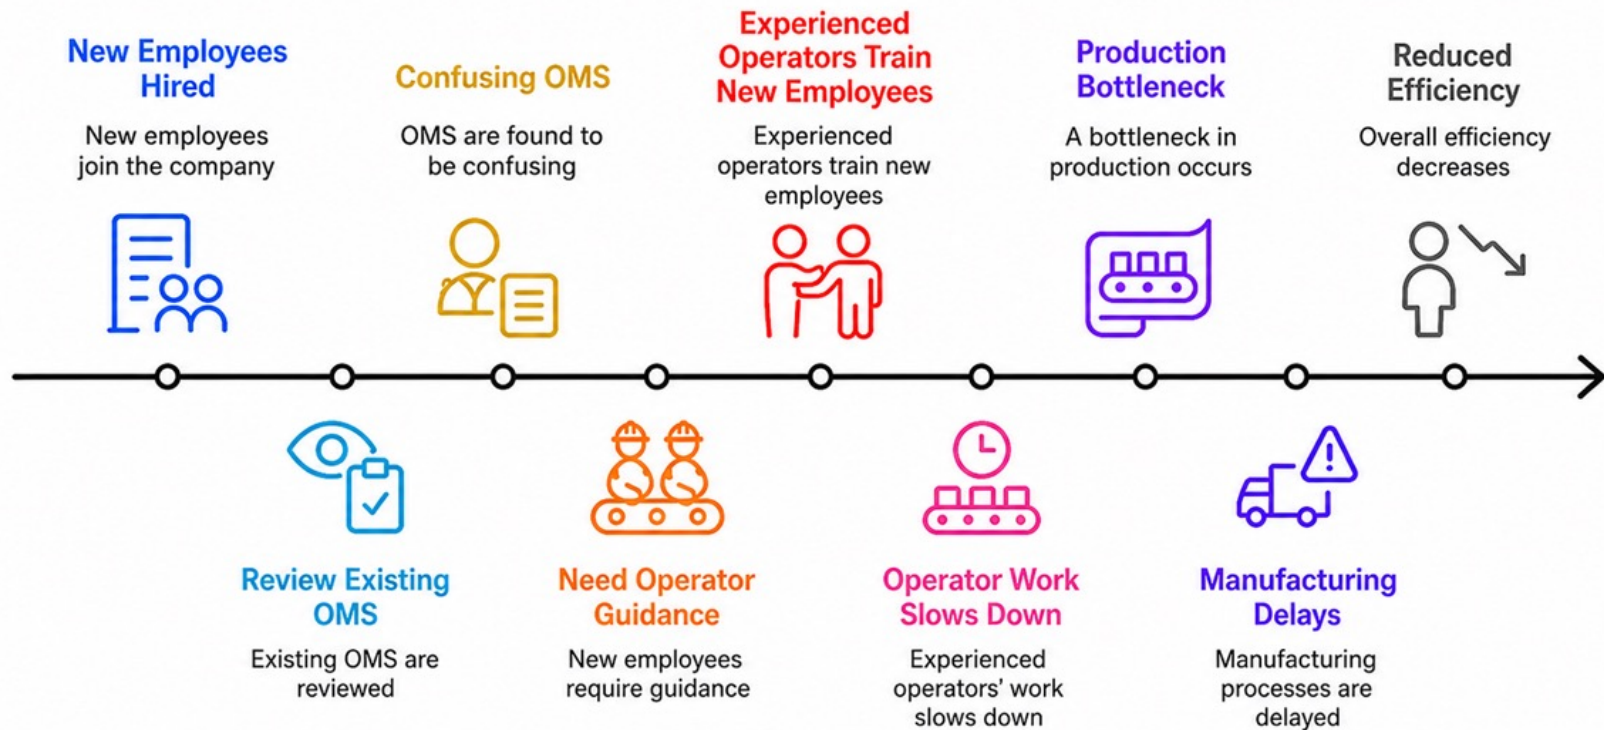 New Employees
Hired
New employees
join the company
Review Existing
OMS
Existing OMS are
reviewed
Confusing OMS
OMS are found to
be confusing
Need Operator
Guidance
New employees
require guidance
Experienced
Operators Train
New Employees
Experienced
operators train new
employees
Operator Work
Slows Down
Experienced
operators' work
slows down
Production
Bottleneck
A bottleneck in
production occurs
Manufacturing
Delays
Manufacturing
processes are
delayed
Reduced
Efficiency
Overall efficiency
decreases